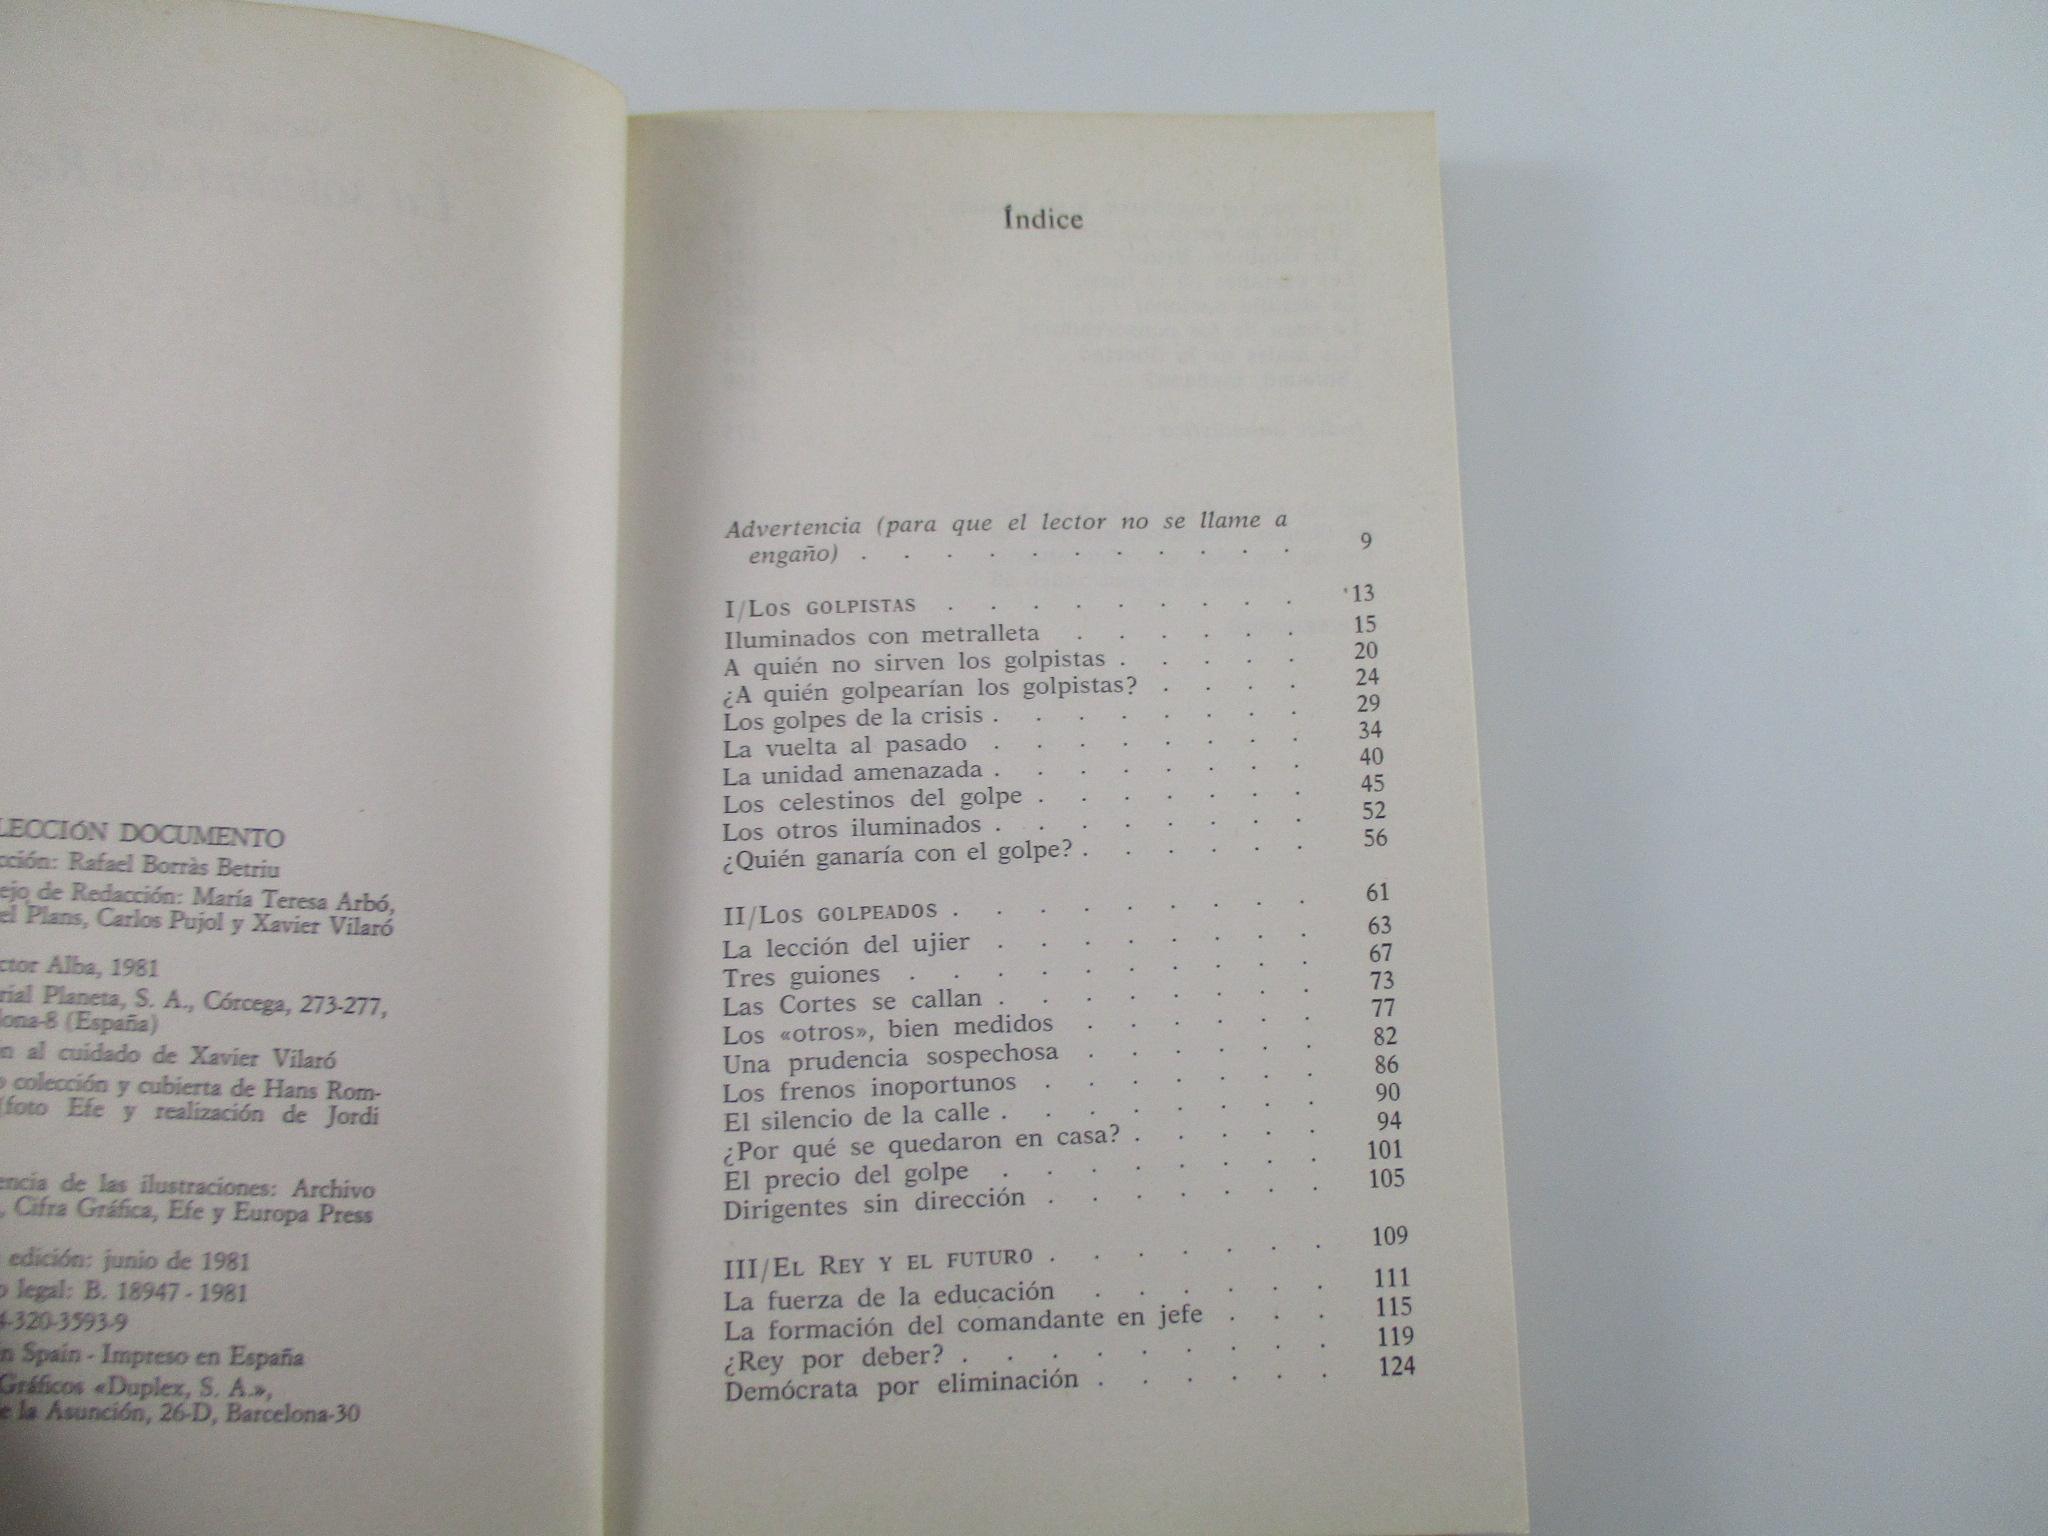 LECCIÓN DOCUMENTO
cción: Rafael Borràs Betriu
ejo de Redacción: María Teresa Arbó,
el Plans, Carlos Pujol y Xavier Vilaró
ctor Alba, 1981
rial Planeta, S. A., Córcega, 273-277,
lona-8 (España)
n al cuidado de Xavier Vilaró
o colección y cubierta de Hans Rom-
(foto Efe y realización de Jordi
encia de las ilustraciones: Archivo
, Cifra Gráfica, Efe y Europa Press
edición: junio de 1981
o legal: B. 18947 - 1981
4-320-3593-9
n Spain - Impreso en España
Gráficos «Duplex, S. A.»,
e la Asunción, 26-D, Barcelona-30
Índice
Advertencia (para que el lector no se llame a
engaño) . . . . . . . . . . . 9
I/Los GOLPISTAS . . . . . . . . . 13
Iluminados con metralleta . . . . . . 15
A quién no sirven los golpistas . . . . . 20
¿A quién golpearían los golpistas? . . . . 24
Los golpes de la crisis . . . . . . . . 29
La vuelta al pasado . . . . . . . . 34
La unidad amenazada . . . . . . . . 40
Los celestinos del golpe . . . . . . . 45
Los otros iluminados . . . . . . . . 52
¿Quién ganaría con el golpe? . . . . . . 56
II/Los GOLPEADOS . . . . . . . . . 61
La lección del ujier . . . . . . . . 63
Tres guiones . . . . . . . . . . 67
Las Cortes se callan . . . . . . . . 73
Los «otros», bien medidos . . . . . . 77
Una prudencia sospechosa . . . . . . 82
Los frenos inoportunos . . . . . . . 86
El silencio de la calle . . . . . . . . 90
¿Por qué se quedaron en casa? . . . . . 94
El precio del golpe . . . . . . . . 101
Dirigentes sin dirección . . . . . . . 105
III/EL REY Y EL FUTURO . . . . . . . 109
La fuerza de la educación . . . . . . 111
La formación del comandante en jefe . . . 115
¿Rey por deber? . . . . . . . . . 119
Demócrata por eliminación . . . . . . 124